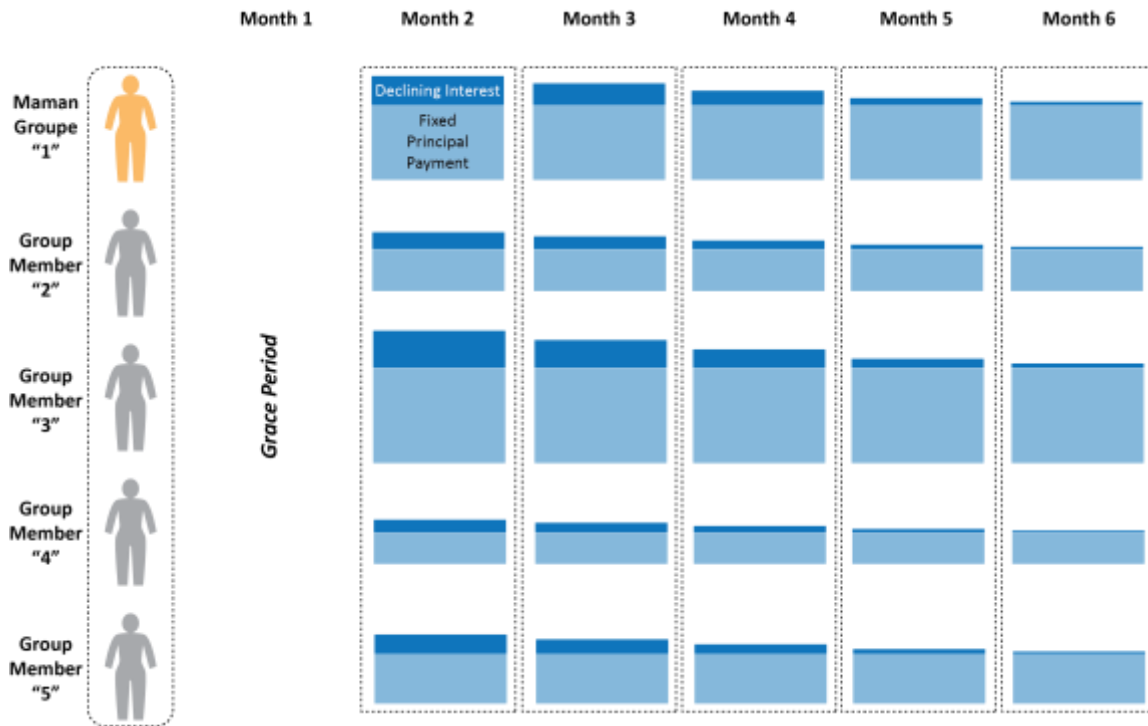 Month 1 Month 2 Month 3 Month 4 Month 5 Month 6
Maman
Groupe
“1”
Declining Interest
Fixed
Principal
Payment
Group
Member
“2”
Group
Member
“3”
Grace Period
Group
Member
“4”
Group
Member
“5”